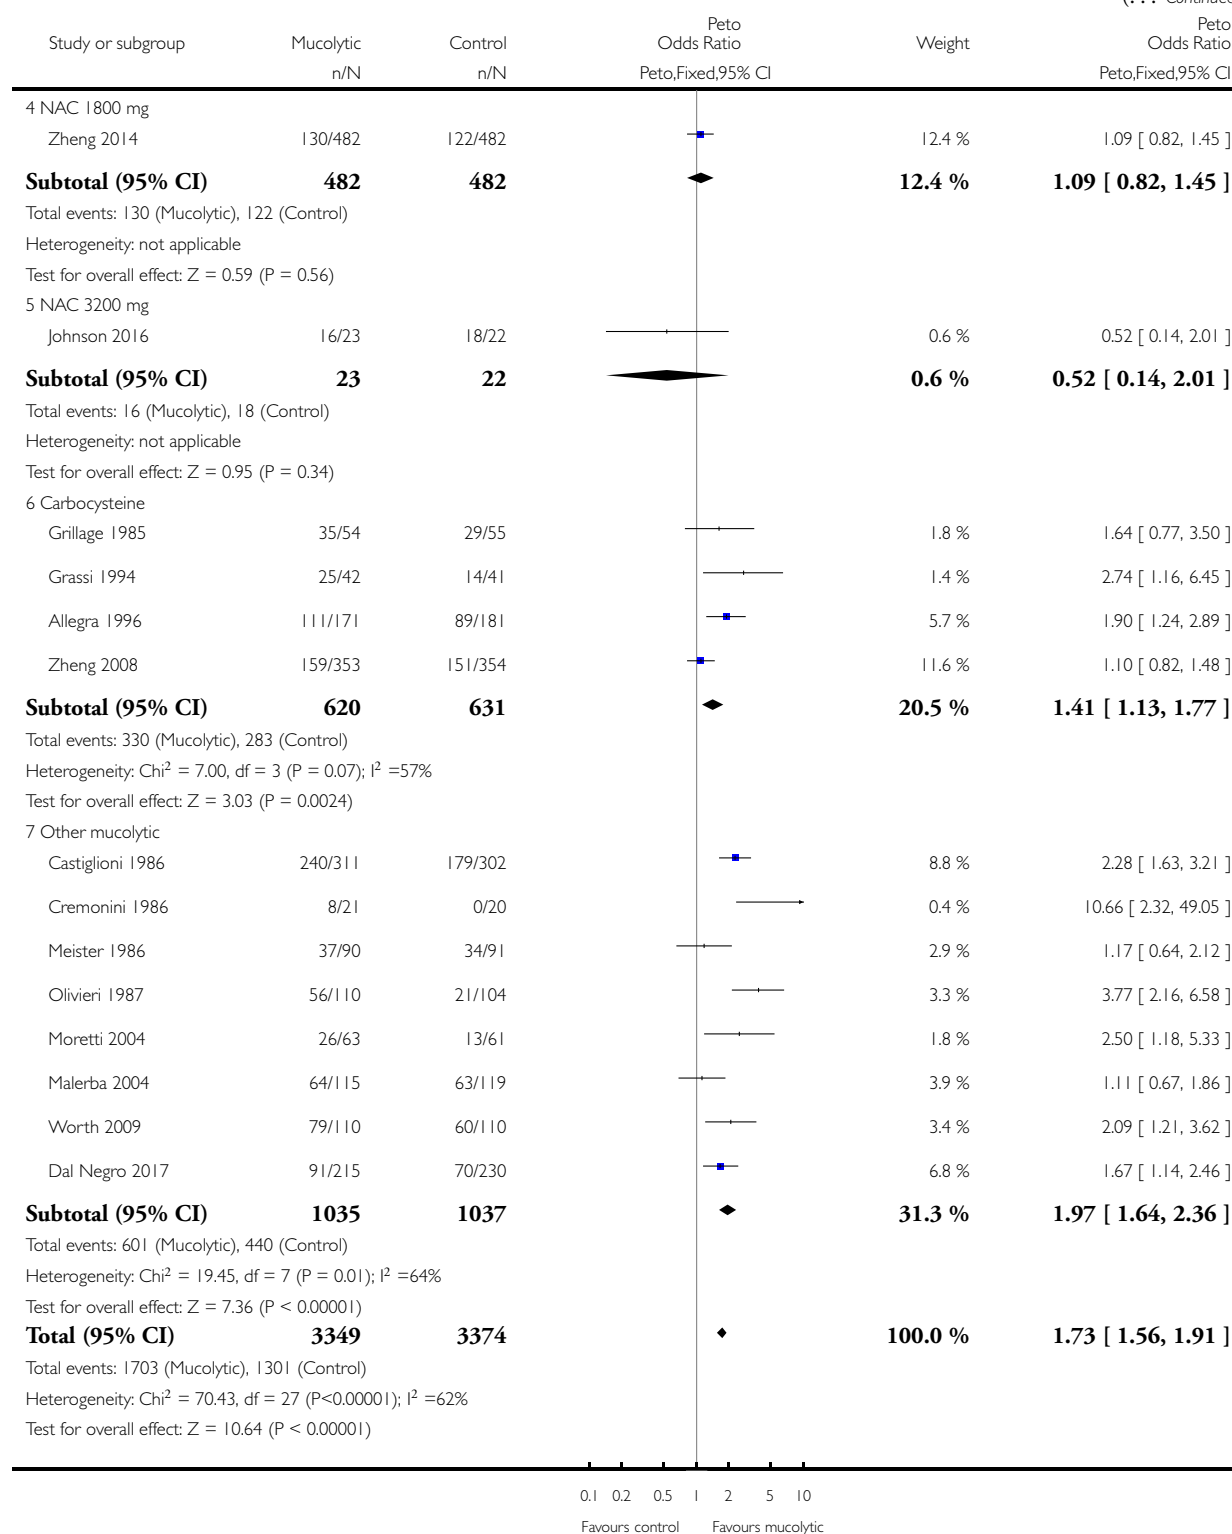 (. . . Continued
Peto Peto
Study or subgroup Mucolytic Control Odds Ratio Weight Odds Ratio
n/N n/N Peto,Fixed,95% CI Peto,Fixed,95% CI
4 NAC 1800 mg
Zheng 2014 130/482 122/482 12.4 % 1.09 [ 0.82, 1.45 ]
Subtotal (95% CI) 482 482 12.4 % 1.09 [ 0.82, 1.45 ]
Total events: 130 (Mucolytic), 122 (Control)
Heterogeneity: not applicable
Test for overall effect: Z = 0.59 (P = 0.56)
5 NAC 3200 mg
Johnson 2016 16/23 18/22 0.6 % 0.52 [ 0.14, 2.01 ]
Subtotal (95% CI) 23 22 0.6 % 0.52 [ 0.14, 2.01 ]
Total events: 16 (Mucolytic), 18 (Control)
Heterogeneity: not applicable
Test for overall effect: Z = 0.95 (P = 0.34)
6 Carbocysteine
Grillage 1985 35/54 29/55 1.8 % 1.64 [ 0.77, 3.50 ]
Grassi 1994 25/42 14/41 1.4 % 2.74 [ 1.16, 6.45 ]
Allegra 1996 111/171 89/181 5.7 % 1.90 [ 1.24, 2.89 ]
Zheng 2008 159/353 151/354 11.6 % 1.10 [ 0.82, 1.48 ]
Subtotal (95% CI) 620 631 20.5 % 1.41 [ 1.13, 1.77 ]
Total events: 330 (Mucolytic), 283 (Control)
Heterogeneity: Chi² = 7.00, df = 3 (P = 0.07); I² =57%
Test for overall effect: Z = 3.03 (P = 0.0024)
7 Other mucolytic
Castiglioni 1986 240/311 179/302 8.8 % 2.28 [ 1.63, 3.21 ]
Cremonini 1986 8/21 0/20 0.4 % 10.66 [ 2.32, 49.05 ]
Meister 1986 37/90 34/91 2.9 % 1.17 [ 0.64, 2.12 ]
Olivieri 1987 56/110 21/104 3.3 % 3.77 [ 2.16, 6.58 ]
Moretti 2004 26/63 13/61 1.8 % 2.50 [ 1.18, 5.33 ]
Malerba 2004 64/115 63/119 3.9 % 1.11 [ 0.67, 1.86 ]
Worth 2009 79/110 60/110 3.4 % 2.09 [ 1.21, 3.62 ]
Dal Negro 2017 91/215 70/230 6.8 % 1.67 [ 1.14, 2.46 ]
Subtotal (95% CI) 1035 1037 31.3 % 1.97 [ 1.64, 2.36 ]
Total events: 601 (Mucolytic), 440 (Control)
Heterogeneity: Chi² = 19.45, df = 7 (P = 0.01); I² =64%
Test for overall effect: Z = 7.36 (P < 0.00001)
Total (95% CI) 3349 3374 100.0 % 1.73 [ 1.56, 1.91 ]
Total events: 1703 (Mucolytic), 1301 (Control)
Heterogeneity: Chi² = 70.43, df = 27 (P<0.00001); I² =62%
Test for overall effect: Z = 10.64 (P < 0.00001)
0.1 0.2 0.5 1 2 5 10
Favours control Favours mucolytic